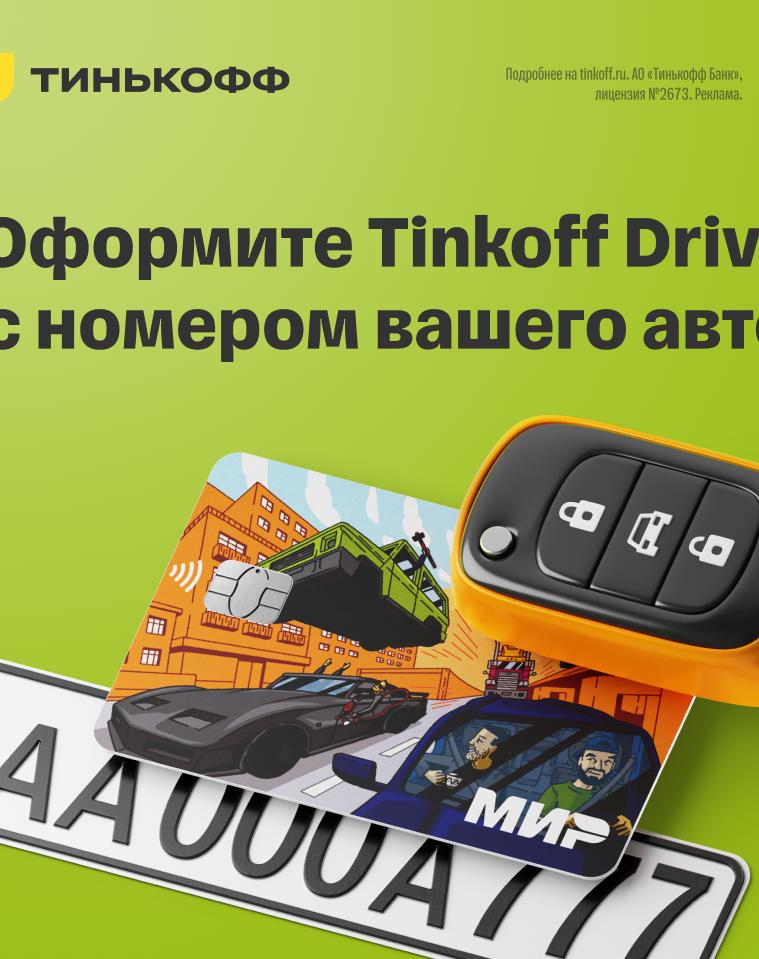 ТИНЬКОФФ
Подробнее на tinkoff.ru. АО «Тинькофф Банк»,
лицензия №2673. Реклама.
Оформите Tinkoff Driv
с номером вашего авто
МИР
АА000А777